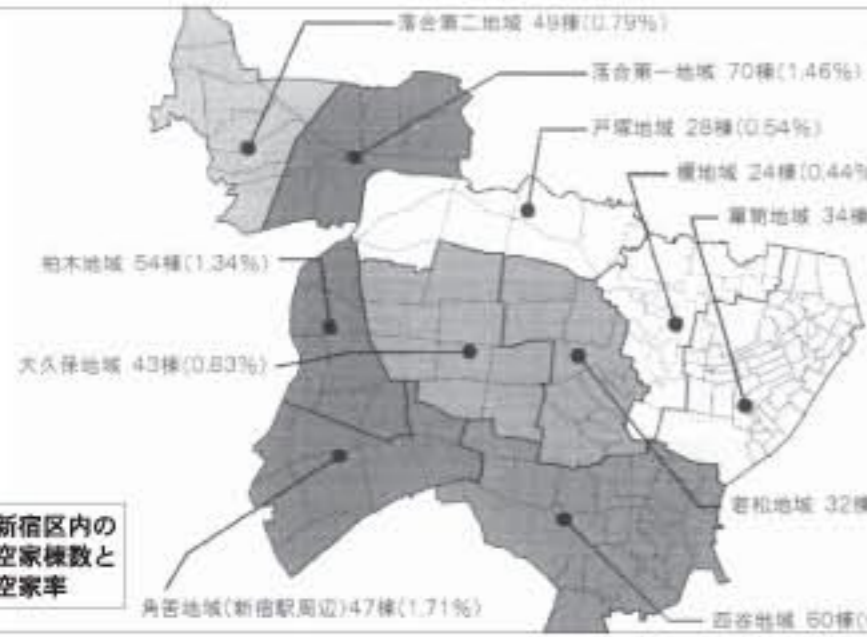 落合第二地域 49棟(0.79%)
落合第一地域 70棟(1.46%)
戸塚地域 28棟(0.54%)
榎地域 24棟(0.44%
箪笥地域 34棟
柏木地域 54棟(1.34%)
大久保地域 43棟(0.83%)
若松地域 32棟
新宿区内の
空家棟数と
空家率
角筈地域(新宿駅周辺)47棟(1.71%)
四谷地域 60棟(